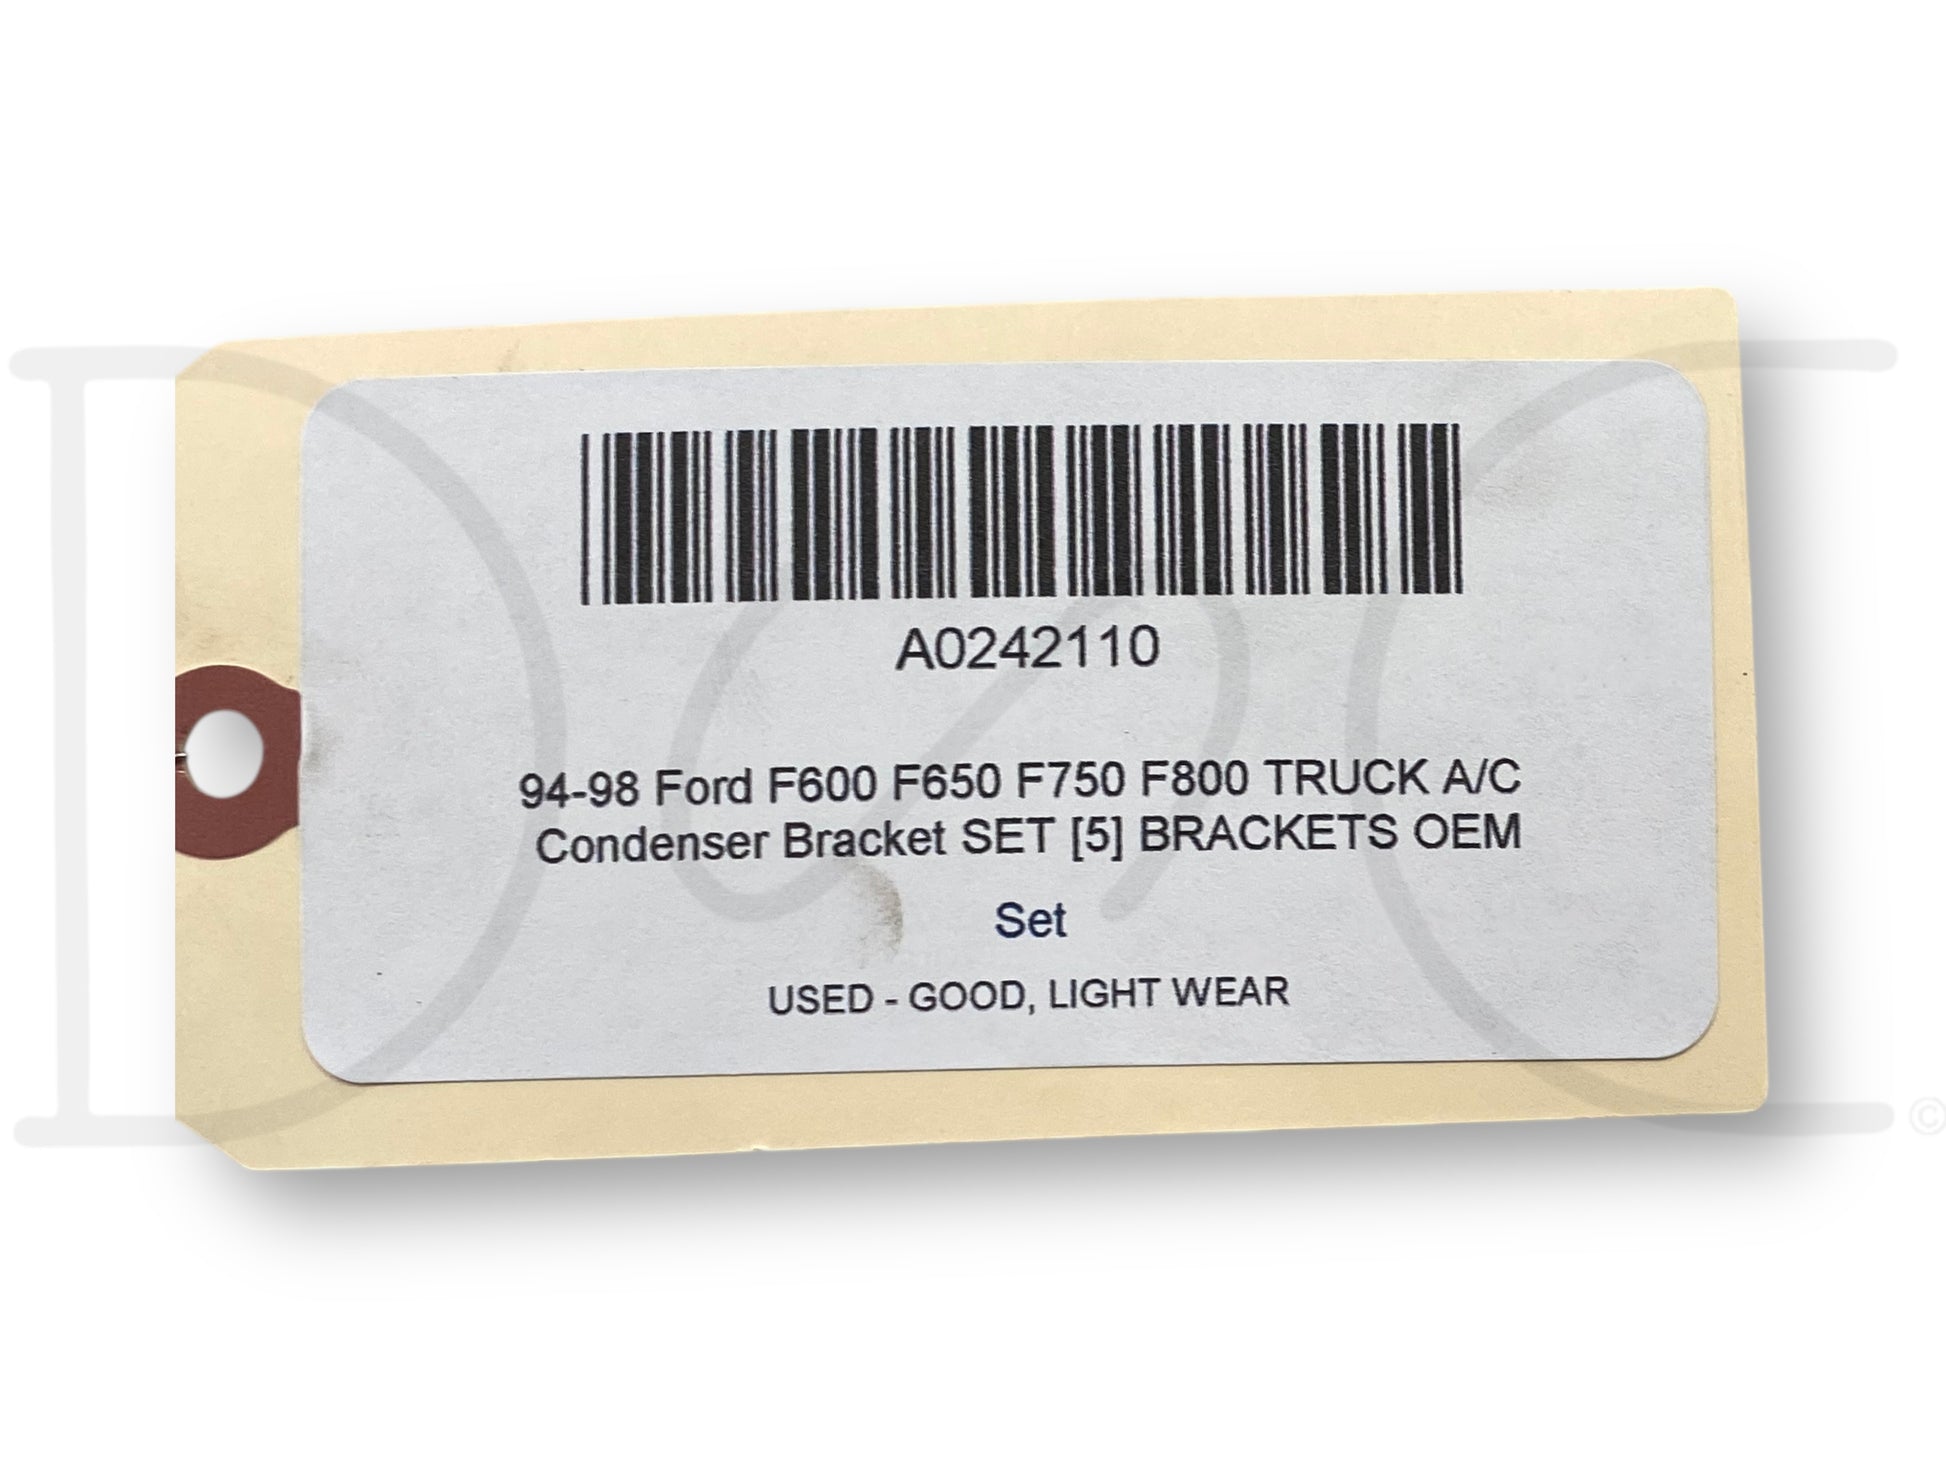 A0242110
94-98 Ford F600 F650 F750 F800 TRUCK A/C
Condenser Bracket SET [5] BRACKETS OEM
Set
USED - GOOD, LIGHT WEAR
©